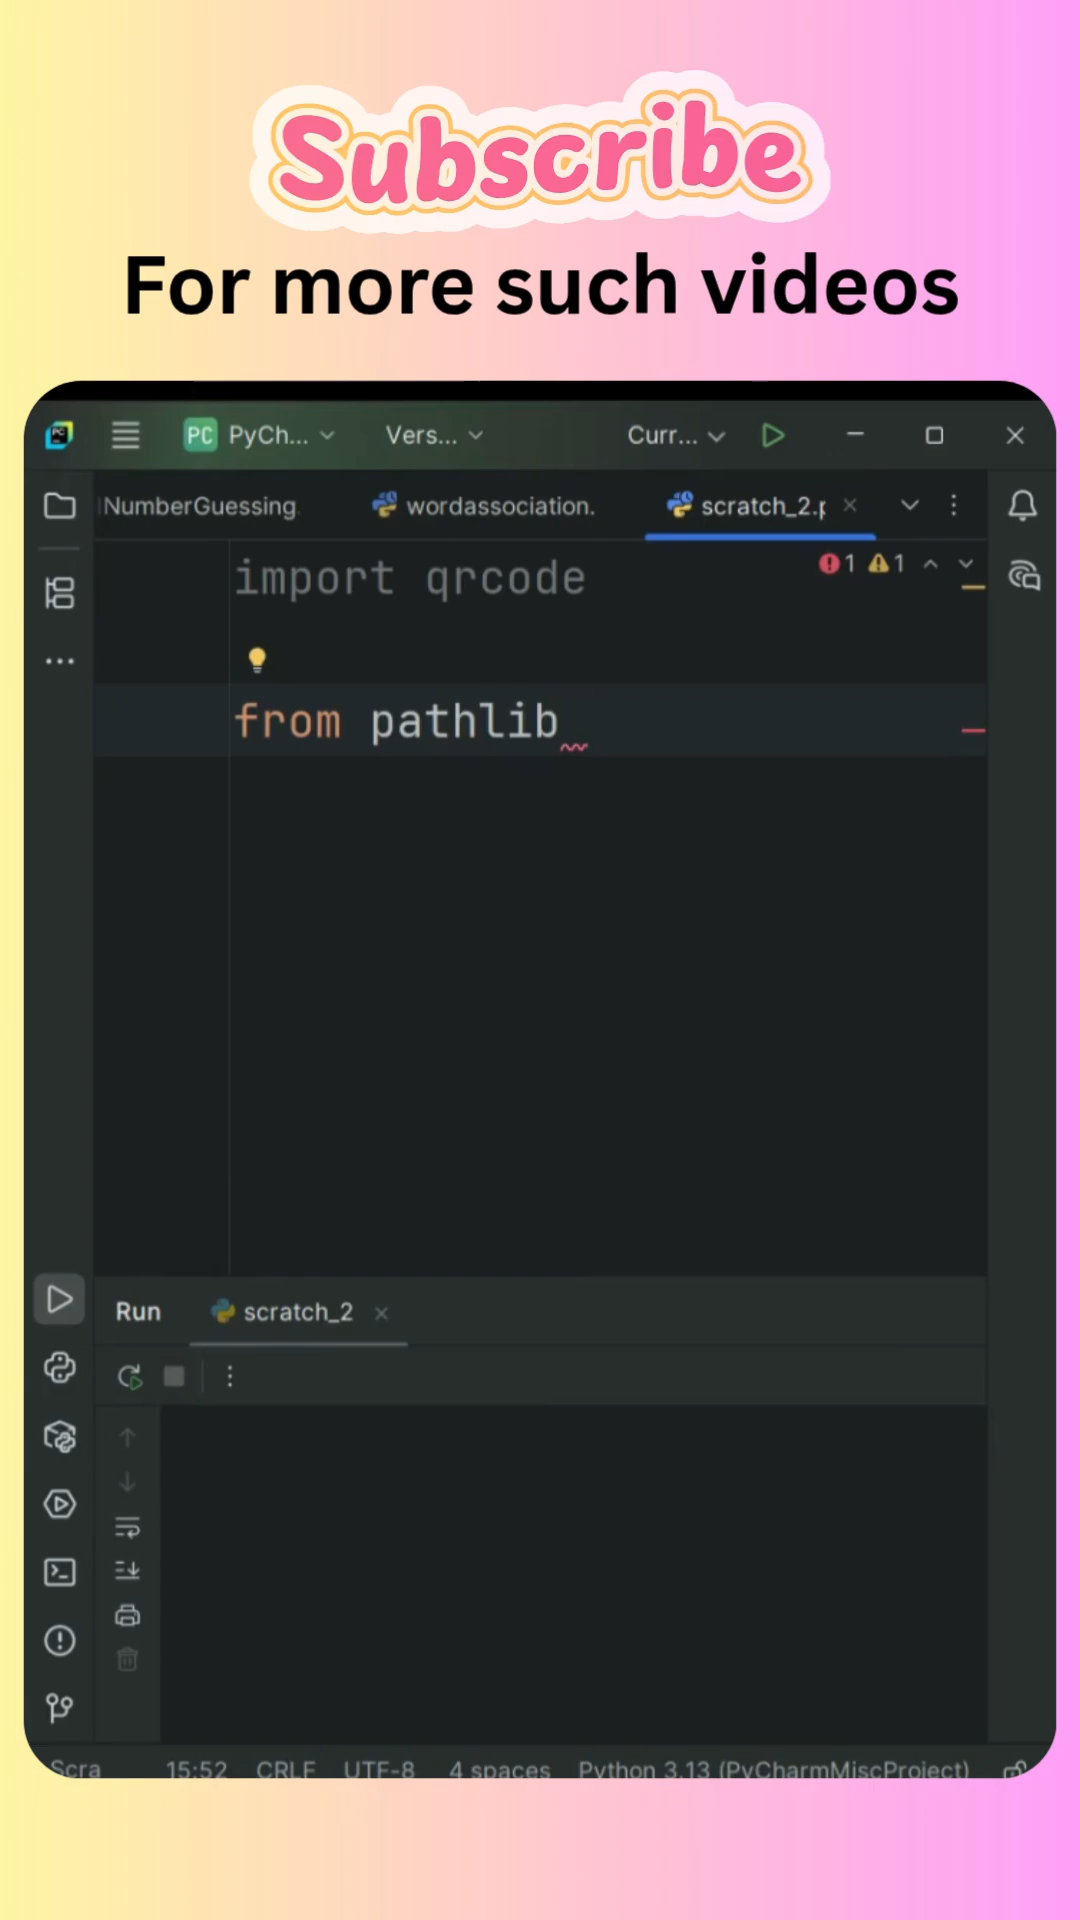 Subscribe
For more such videos
PC PyCh... Vers... Curr...
NumberGuessing wordassociation. scratch_2.p
import qrcode
1 1
from pathlib
Run scratch_2
Scra 15:52 CRLF UTF-8 4 spaces Python 3.13 (PyCharmMiscProject)